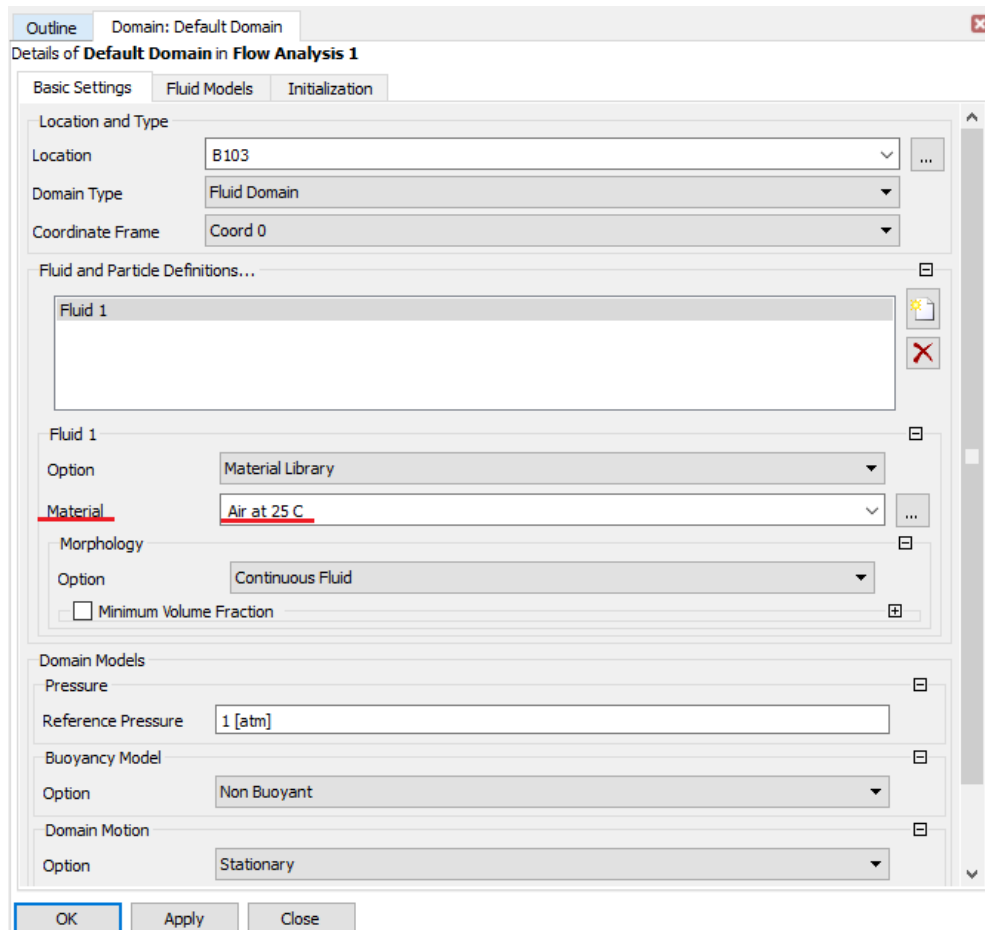 Outline Domain: Default Domain
Details of Default Domain in Flow Analysis 1
Basic Settings Fluid Models Initialization
Location and Type
Location B103 ...
Domain Type Fluid Domain
Coordinate Frame Coord 0
Fluid and Particle Definitions...
Fluid 1
Fluid 1
Option Material Library
Material Air at 25 C ...
Morphology
Option Continuous Fluid
Minimum Volume Fraction
Domain Models
Pressure
Reference Pressure 1 [atm]
Buoyancy Model
Option Non Buoyant
Domain Motion
Option Stationary
OK Apply Close